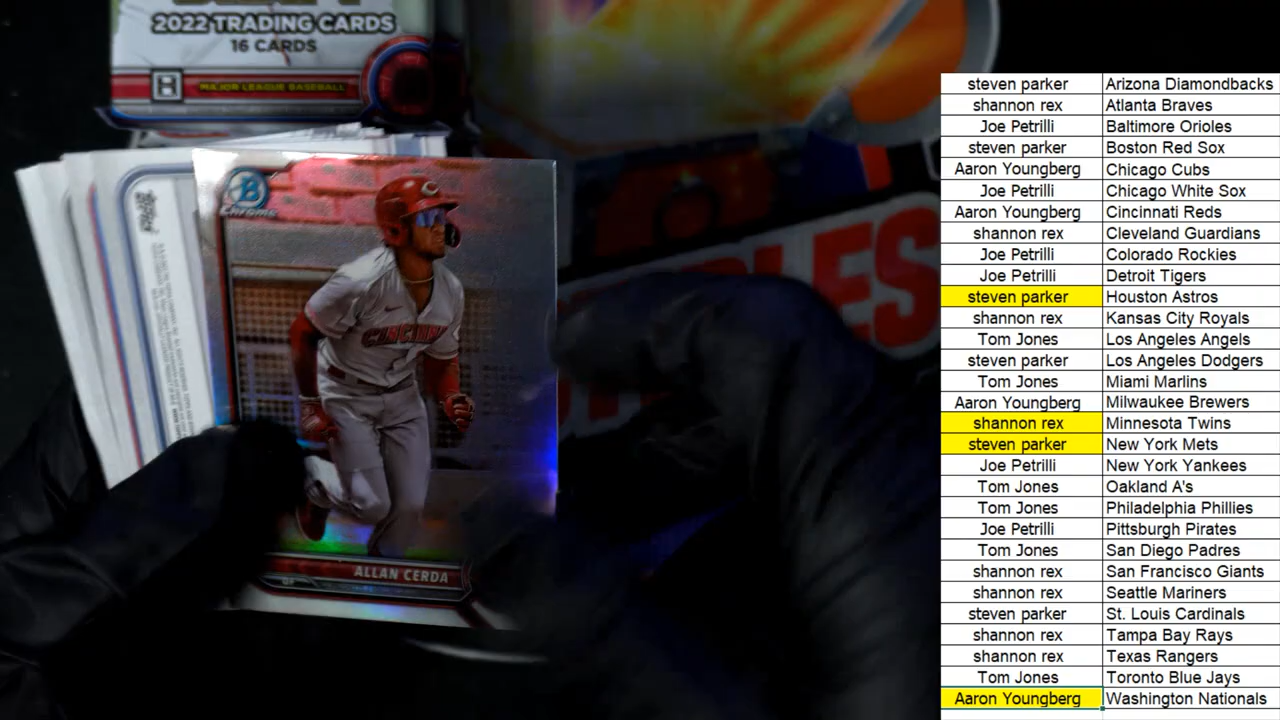 2022 TRADING CARDS
16 CARDS
MAJOR LEAGUE BASEBALL
B
Chrome
C
CINCINNATI
ALLAN CERDA
OF
Topps
LES
steven parker Arizona Diamondbacks
shannon rex Atlanta Braves
Joe Petrilli Baltimore Orioles
steven parker Boston Red Sox
Aaron Youngberg Chicago Cubs
Joe Petrilli Chicago White Sox
Aaron Youngberg Cincinnati Reds
shannon rex Cleveland Guardians
Joe Petrilli Colorado Rockies
Joe Petrilli Detroit Tigers
steven parker Houston Astros
shannon rex Kansas City Royals
Tom Jones Los Angeles Angels
steven parker Los Angeles Dodgers
Tom Jones Miami Marlins
Aaron Youngberg Milwaukee Brewers
shannon rex Minnesota Twins
steven parker New York Mets
Joe Petrilli New York Yankees
Tom Jones Oakland A's
Tom Jones Philadelphia Phillies
Joe Petrilli Pittsburgh Pirates
Tom Jones San Diego Padres
shannon rex San Francisco Giants
shannon rex Seattle Mariners
steven parker St. Louis Cardinals
shannon rex Tampa Bay Rays
shannon rex Texas Rangers
Tom Jones Toronto Blue Jays
Aaron Youngberg Washington Nationals